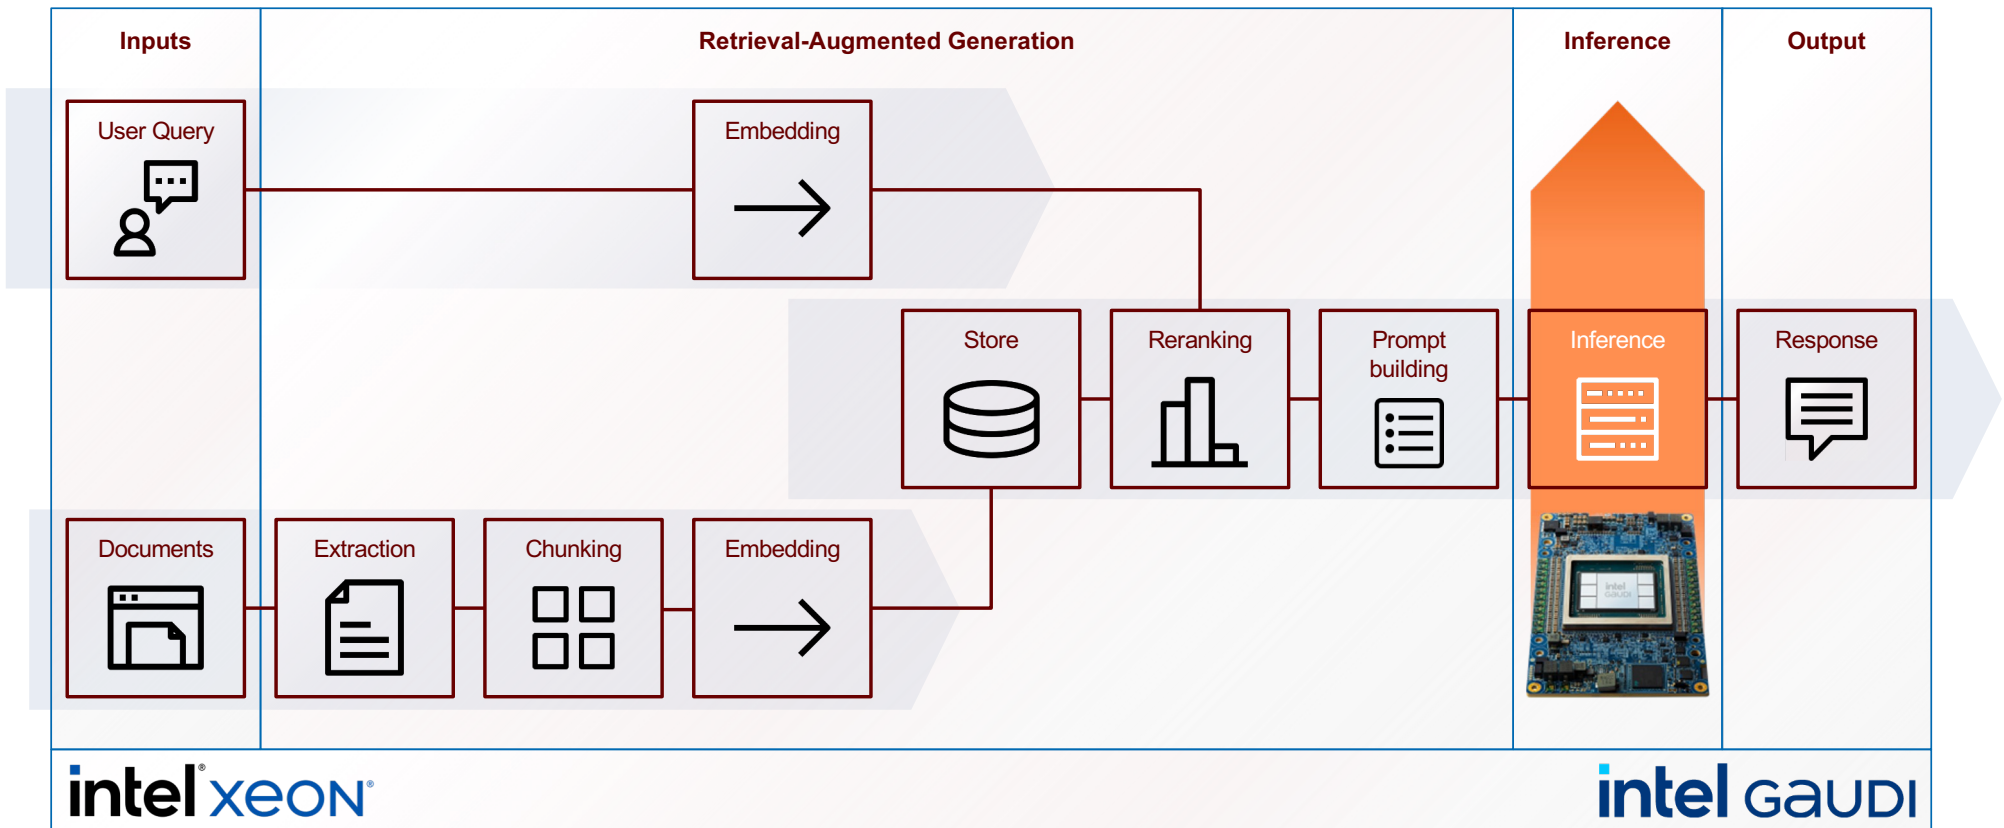 Inputs
Retrieval-Augmented Generation
Inference
Output
User Query
Embedding
Store
Reranking
Prompt
building
Inference
Response
Documents
Extraction
Chunking
Embedding
intel
GAUDI
intel® xeon®
intel GAUDI